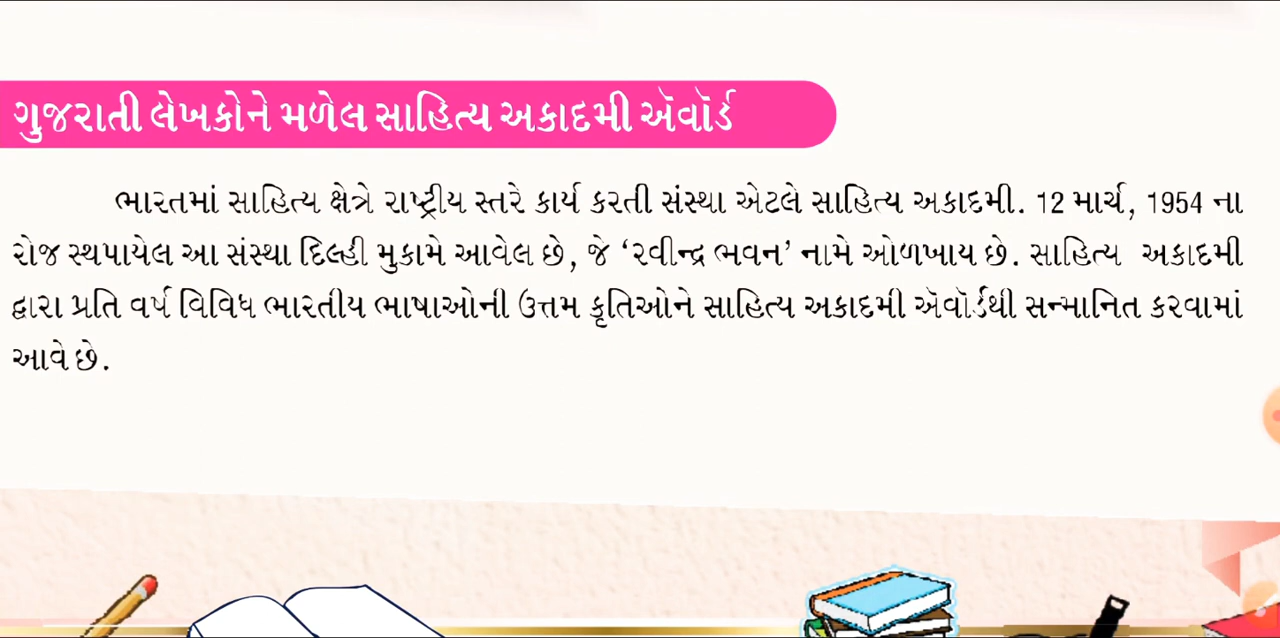 ગુજરાતી લેખકોને મળેલ સાહિત્ય અકાદમી ઍવૉર્ડ
ભારતમાં સાહિત્ય ક્ષેત્રે રાષ્ટ્રીય સ્તરે કાર્ય કરતી સંસ્થા એટલે સાહિત્ય અકાદમી. 12 માર્ચ, 1954 ના
રોજ સ્થપાયેલ આ સંસ્થા દિલ્હી મુકામે આવેલ છે, જે ‘રવીન્દ્ર ભવન’ નામે ઓળખાય છે. સાહિત્ય અકાદમી
દ્વારા પ્રતિ વર્ષ વિવિધ ભારતીય ભાષાઓની ઉત્તમ કૃતિઓને સાહિત્ય અકાદમી ઍવૉર્ડથી સન્માનિત કરવામાં
આવે છે.